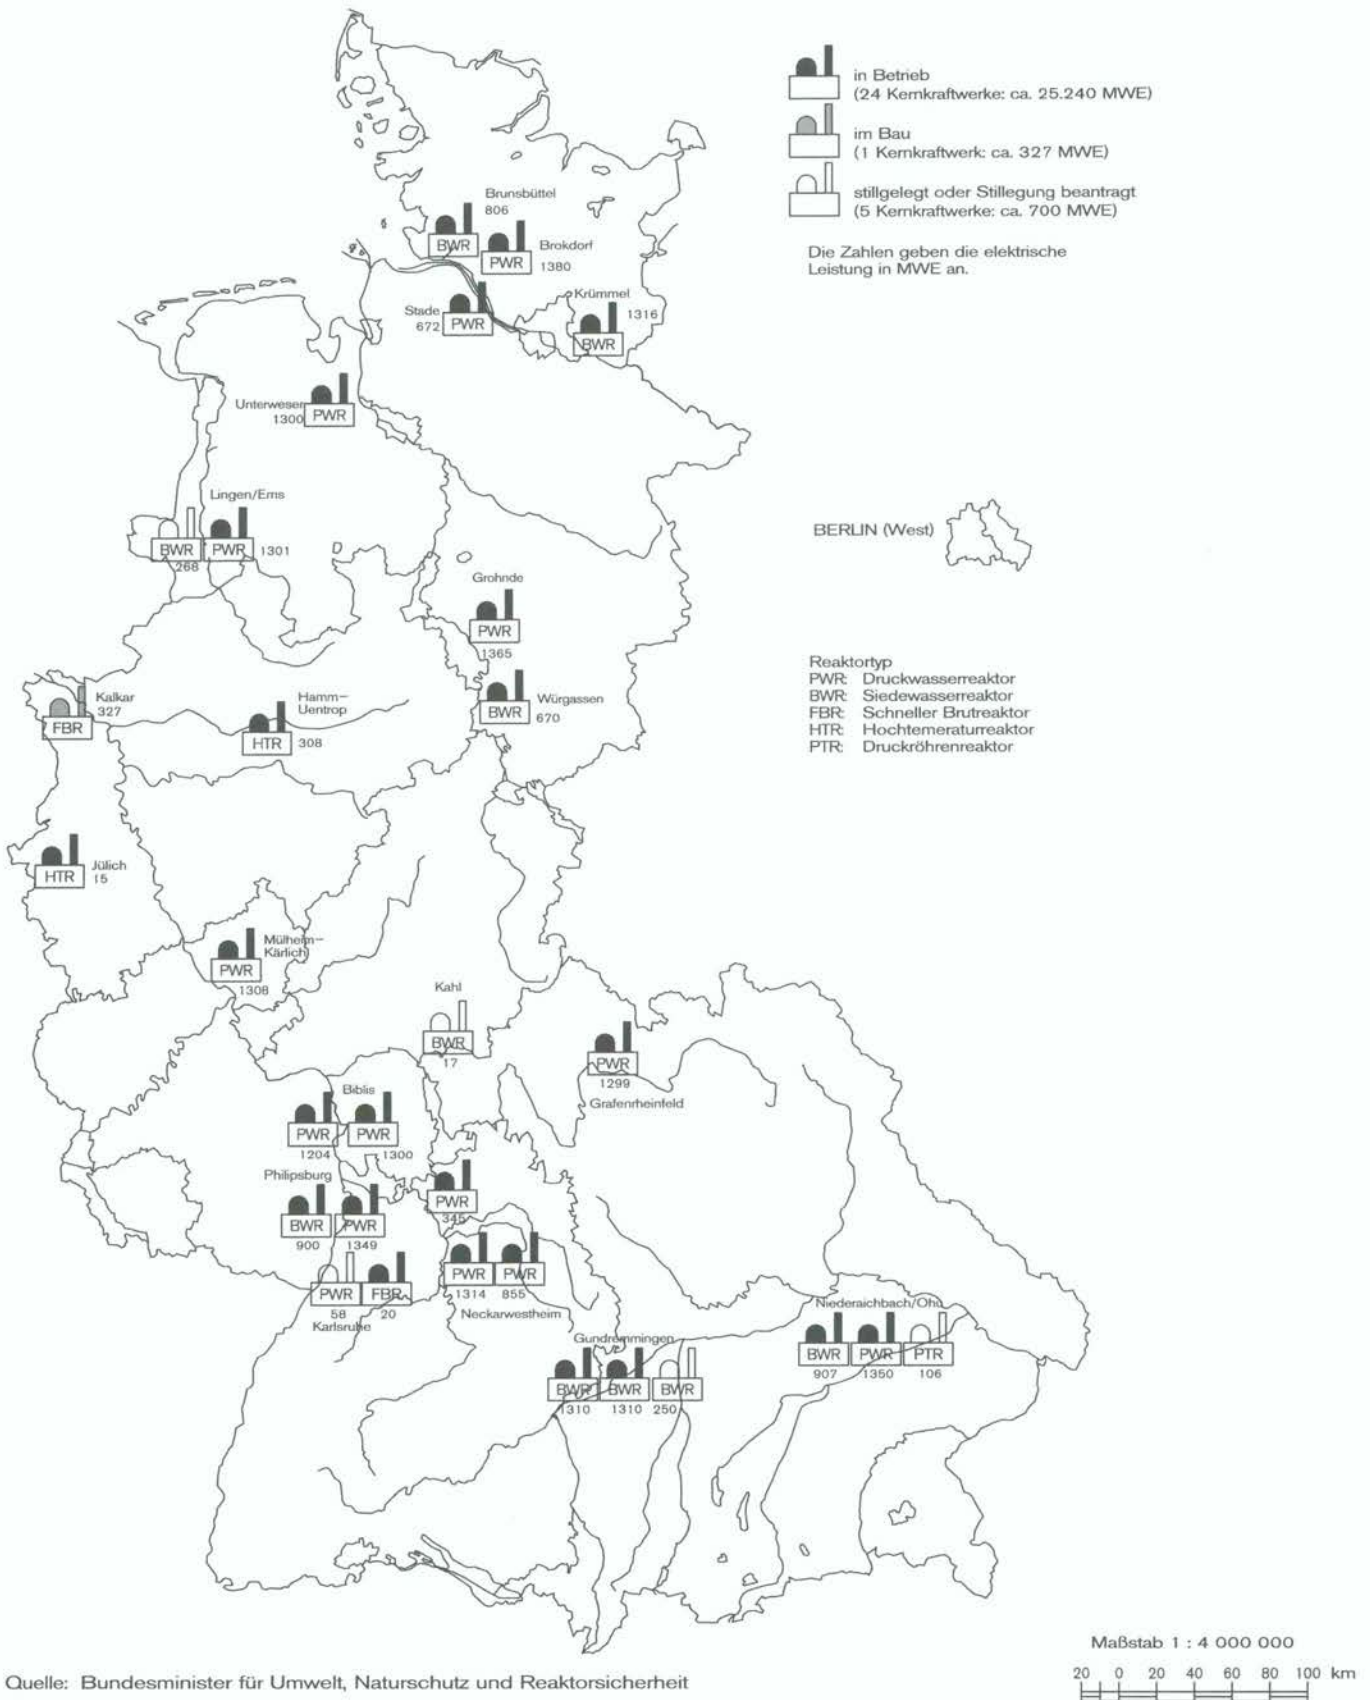 in Betrieb
(24 Kernkraftwerke: ca. 25.240 MWE)
im Bau
(1 Kernkraftwerk: ca. 327 MWE)
stillgelegt oder Stillegung beantragt
(5 Kernkraftwerke: ca. 700 MWE)
Die Zahlen geben die elektrische
Leistung in MWE an.
Brunsbüttel
806
BWR
Brokdorf
1380
PWR
Stade
672
PWR
Krümmel
1316
BWR
Unterweser
1300
PWR
Lingen/Ems
BWR
268
PWR
1301
BERLIN (West)
Grohnde
PWR
1365
Würgassen
670
BWR
Kalkar
327
FBR
Hamm-
Uentrop
HTR
308
Reaktortyp
PWR: Druckwasserreaktor
BWR: Siedewasserreaktor
FBR: Schneller Brutreaktor
HTR: Hochtemeraturreaktor
PTR: Druckröhrenreaktor
Jülich
15
HTR
Mülheim-
Kärlich
PWR
1308
Kahl
BWR
17
PWR
1299
Grafenrheinfeld
Biblis
PWR PWR
1204 1300
Philipsburg
BWR PWR
900 1349
PWR
345
PWR FBR
58 20
Karlsruhe
PWR PWR
1314 855
Neckarwestheim
Gundremmingen
BWR BWR BWR
1310 1310 250
Niederaichbach/Ohu
BWR PWR PTR
907 1350 106
Maßstab 1 : 4 000 000
20 0 20 40 60 80 100 km
Quelle: Bundesminister für Umwelt, Naturschutz und Reaktorsicherheit